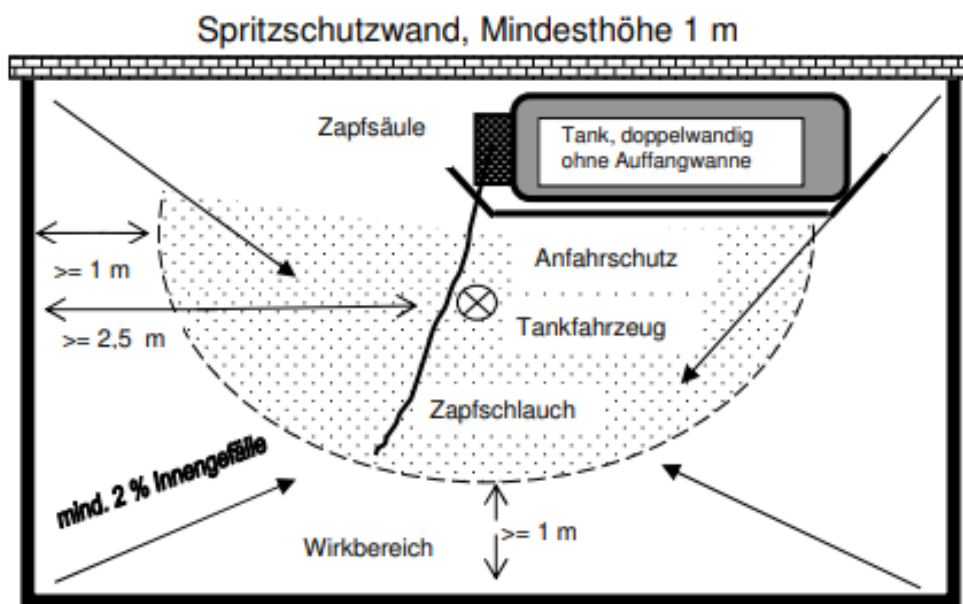 Spritzschutzwand, Mindesthöhe 1 m
Zapfsäule
Tank, doppelwandig
ohne Auffangwanne
>= 1 m
Anfahrschutz
>= 2,5 m
Tankfahrzeug
Zapfschlauch
mind. 2 % Innengefälle
Wirkbereich
>= 1 m